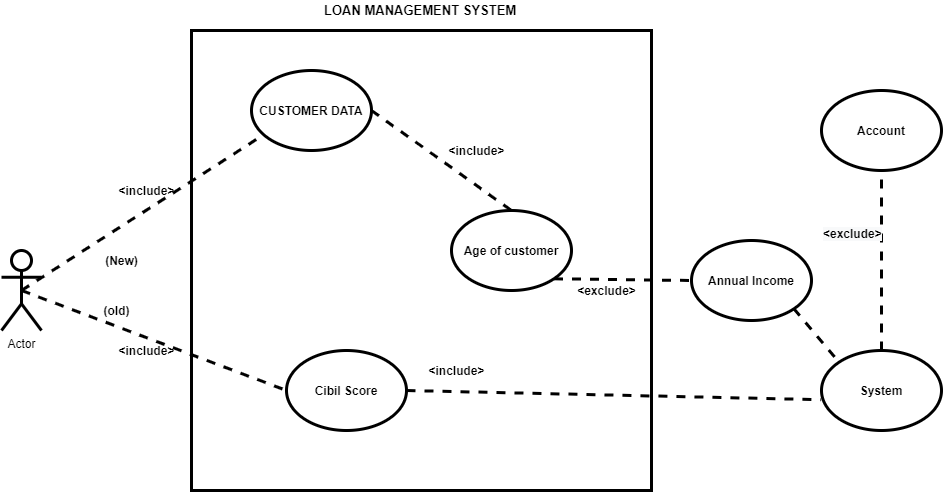 LOAN MANAGEMENT SYSTEM
CUSTOMER DATA
Account
<include>
<include>
<exclude>
Age of customer
(New)
Annual Income
<exclude>
(old)
Actor
<include>
<include>
Cibil Score
System